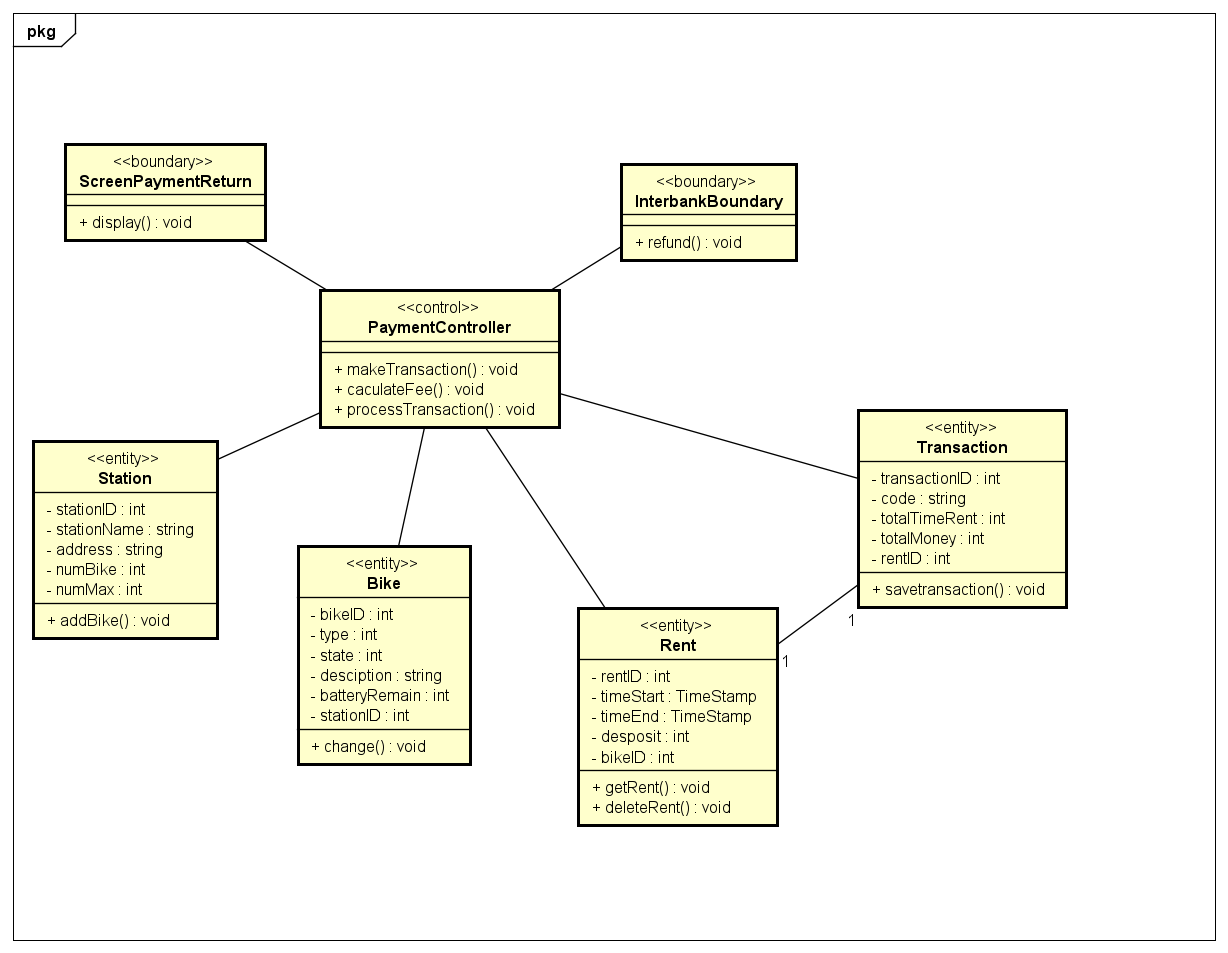 pkg
<<boundary>>
ScreenPaymentReturn
+ display() : void
<<boundary>>
InterbankBoundary
+ refund() : void
<<control>>
PaymentController
+ makeTransaction() : void
+ caculateFee() : void
+ processTransaction() : void
<<entity>>
Station
- stationID : int
- stationName : string
- address : string
- numBike : int
- numMax : int
+ addBike() : void
<<entity>>
Bike
- bikeID : int
- type : int
- state : int
- desciption : string
- batteryRemain : int
- stationID : int
+ change() : void
<<entity>>
Rent
- rentID : int
- timeStart : TimeStamp
- timeEnd : TimeStamp
- desposit : int
- bikeID : int
+ getRent() : void
+ deleteRent() : void
<<entity>>
Transaction
- transactionID : int
- code : string
- totalTimeRent : int
- totalMoney : int
- rentID : int
+ savetransaction() : void
1
1